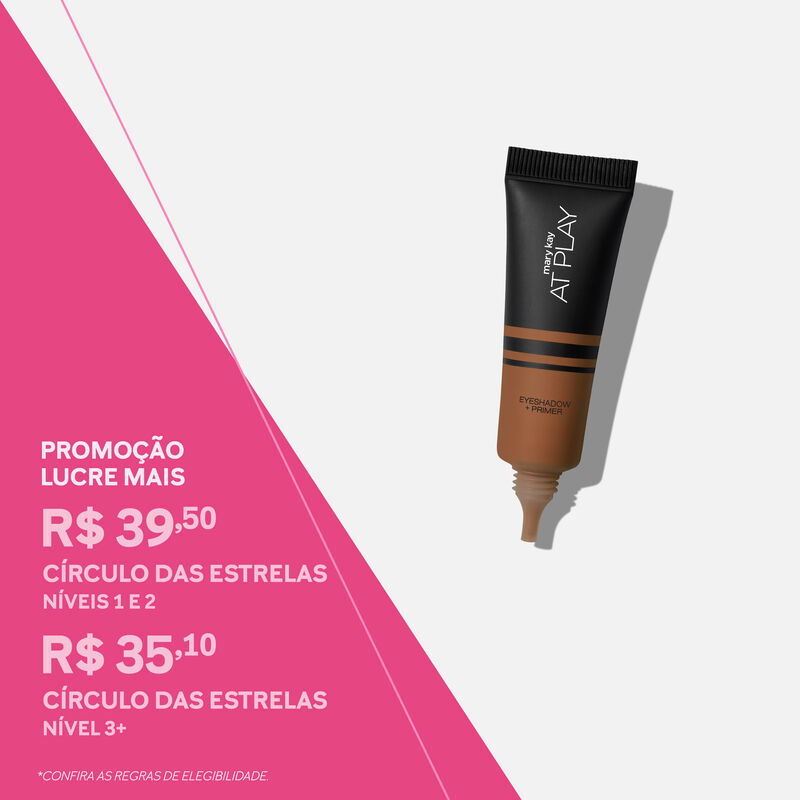 mary kay
AT PLAY
EYESHADOW
+ PRIMER
PROMOÇÃO
LUCRE MAIS
R$ 39,50
CÍRCULO DAS ESTRELAS
NÍVEIS 1 E 2
R$ 35,10
CÍRCULO DAS ESTRELAS
NÍVEL 3+
*CONFIRA AS REGRAS DE ELEGIBILIDADE.